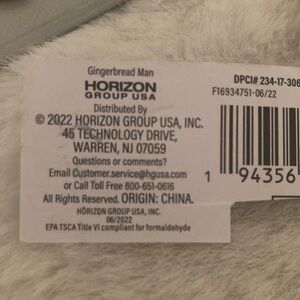 Gingerbread Man
HORIZON
GROUP USA
Distributed By
© 2022 HORIZON GROUP USA, INC.
45 TECHNOLOGY DRIVE,
WARREN, NJ 07059
Questions or comments?
Email Customer.service@hgusa.com
or Call Toll Free 800-651-0616
All Rights Reserved. ORIGIN: CHINA.
HORIZON GROUP USA, INC.
06/2022
EPA TSCA Title VI compliant for formaldehyde
DPCI# 234-17-306
F16934751-06/22
1 94356